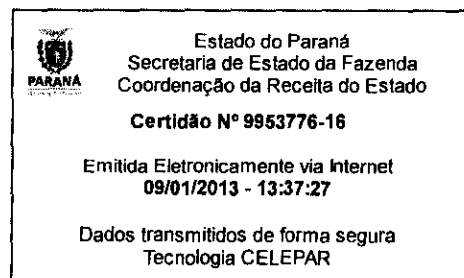 Estado do Paraná
Secretaria de Estado da Fazenda
Coordenação da Receita do Estado
PARANÁ
Certidão Nº 9953776-16
Emitida Eletronicamente via Internet
09/01/2013 - 13:37:27
Dados transmitidos de forma segura
Tecnologia CELEPAR